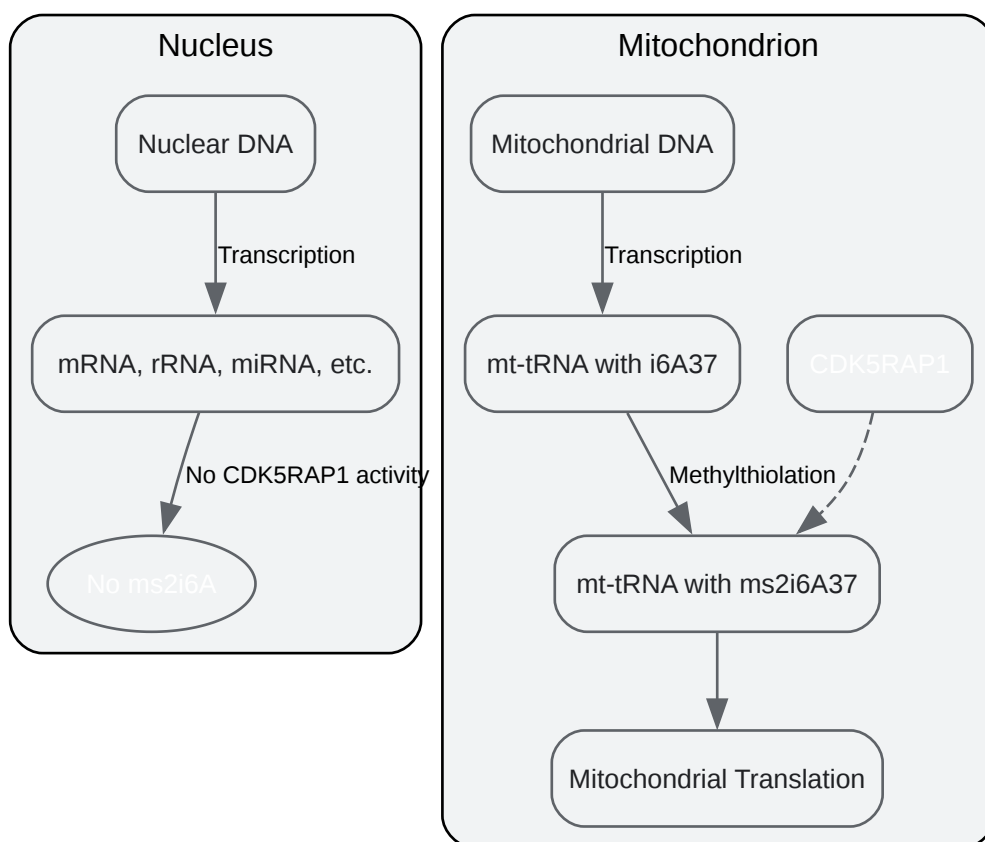 Nucleus
Nuclear DNA
Transcription
mRNA, rRNA, miRNA, etc.
No CDK5RAP1 activity
No ms2i6A
Mitochondrion
Mitochondrial DNA
Transcription
mt-tRNA with i6A37
CDK5RAP1
Methylthiolation
mt-tRNA with ms2i6A37
Mitochondrial Translation